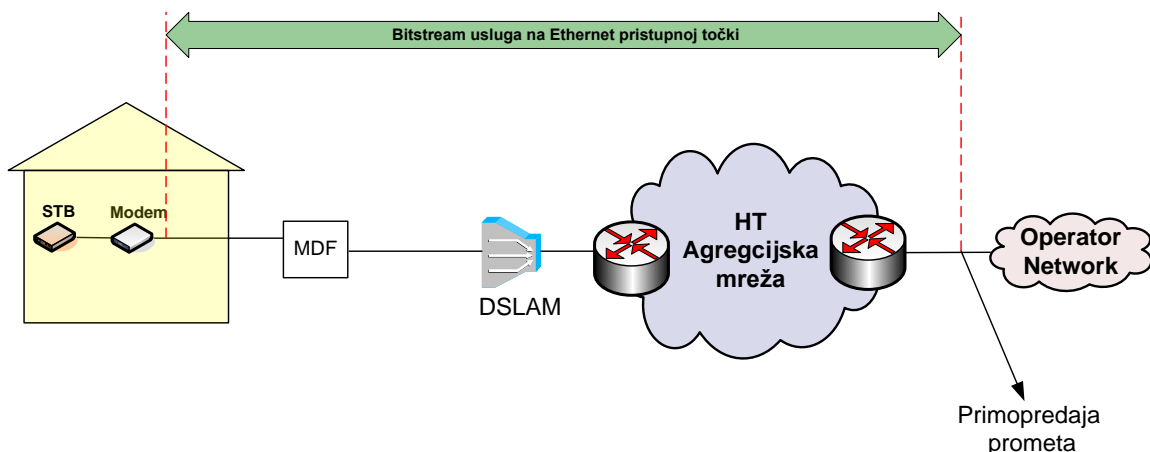 Bitstream usluga na Ethernet pristupnoj točki
STB
Modem
MDF
DSLAM
HT
Agregcijska
mreža
Operator
Network
Primopredaja
prometa